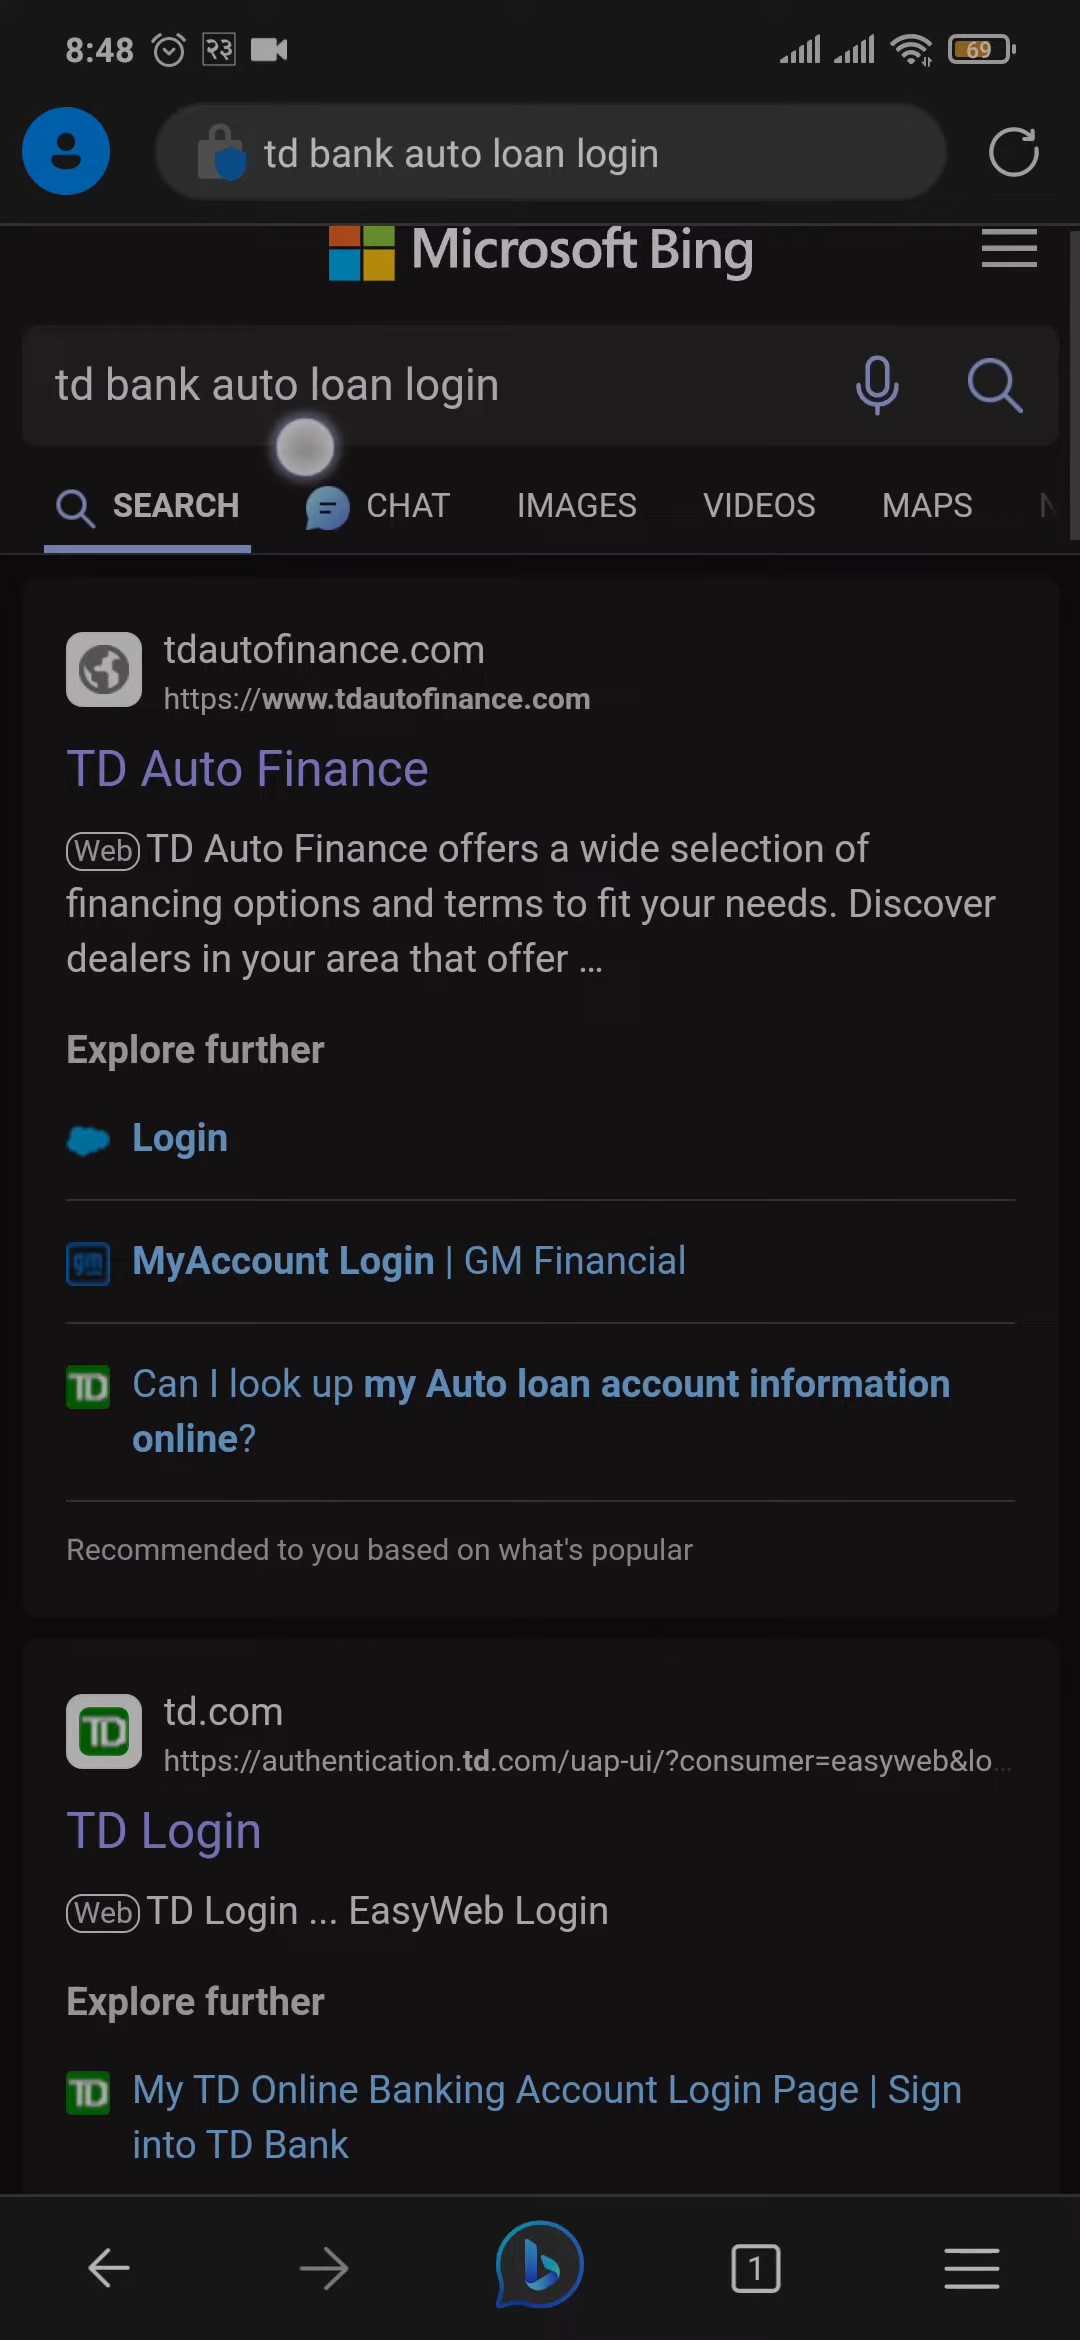 8:48 २३ 69
td bank auto loan login
Microsoft Bing
td bank auto loan login
SEARCH CHAT IMAGES VIDEOS MAPS
tdautofinance.com
https://www.tdautofinance.com
TD Auto Finance
Web TD Auto Finance offers a wide selection of
financing options and terms to fit your needs. Discover
dealers in your area that offer ...
Explore further
Login
gm MyAccount Login | GM Financial
TD Can I look up my Auto loan account information
online?
Recommended to you based on what's popular
TD td.com
https://authentication.td.com/uap-ui/?consumer=easyweb&lo...
TD Login
Web TD Login ... EasyWeb Login
Explore further
TD My TD Online Banking Account Login Page | Sign
into TD Bank
1